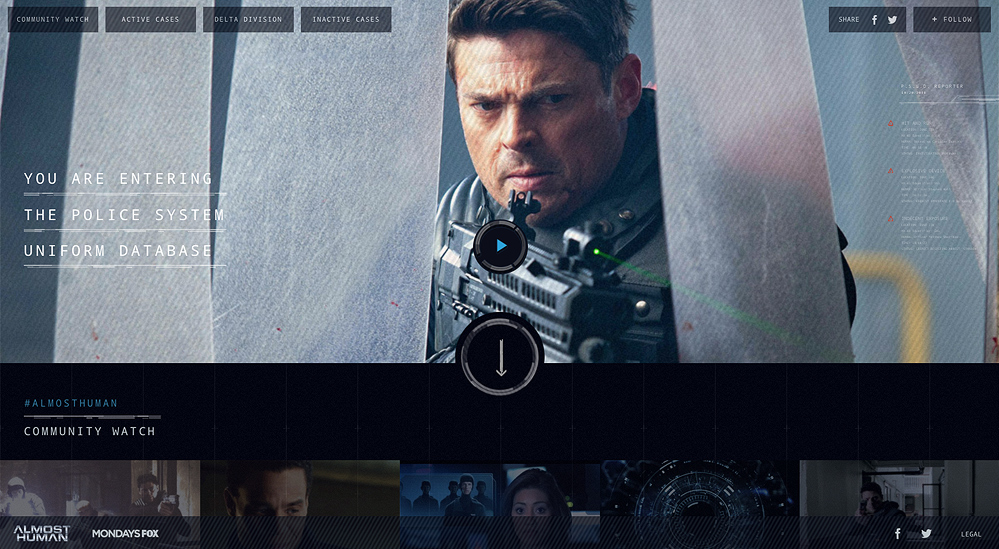 COMMUNITY WATCH
ACTIVE CASES
DELTA DIVISION
INACTIVE CASES
SHARE
+ FOLLOW
YOU ARE ENTERING
THE POLICE SYSTEM
UNIFORM DATABASE
#ALMOSTHUMAN
COMMUNITY WATCH
ALMOST
HUMAN
MONDAYS FOX
LEGAL